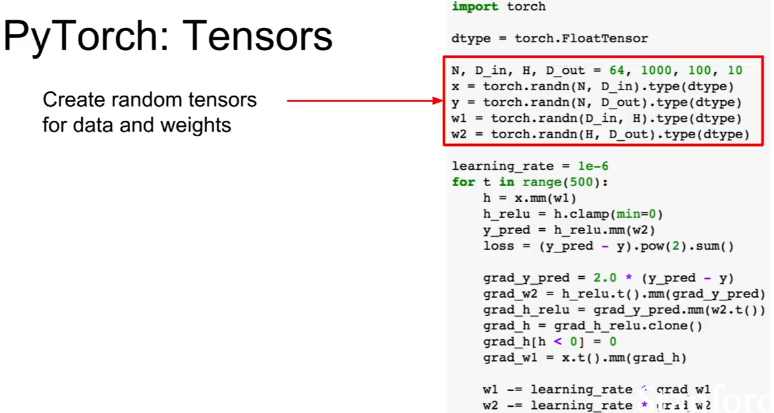 PyTorch: Tensors
Create random tensors
for data and weights
import torch
dtype = torch.FloatTensor
N, D_in, H, D_out = 64, 1000, 100, 10
x = torch.randn(N, D_in).type(dtype)
y = torch.randn(N, D_out).type(dtype)
w1 = torch.randn(D_in, H).type(dtype)
w2 = torch.randn(H, D_out).type(dtype)
learning_rate = 1e-6
for t in range(500):
    h = x.mm(w1)
    h_relu = h.clamp(min=0)
    y_pred = h_relu.mm(w2)
    loss = (y_pred - y).pow(2).sum()
    grad_y_pred = 2.0 * (y_pred - y)
    grad_w2 = h_relu.t().mm(grad_y_pred)
    grad_h_relu = grad_y_pred.mm(w2.t())
    grad_h = grad_h_relu.clone()
    grad_h[h < 0] = 0
    grad_w1 = x.t().mm(grad_h)
    w1 -= learning_rate * grad_w1
    w2 -= learning_rate * grad_w2